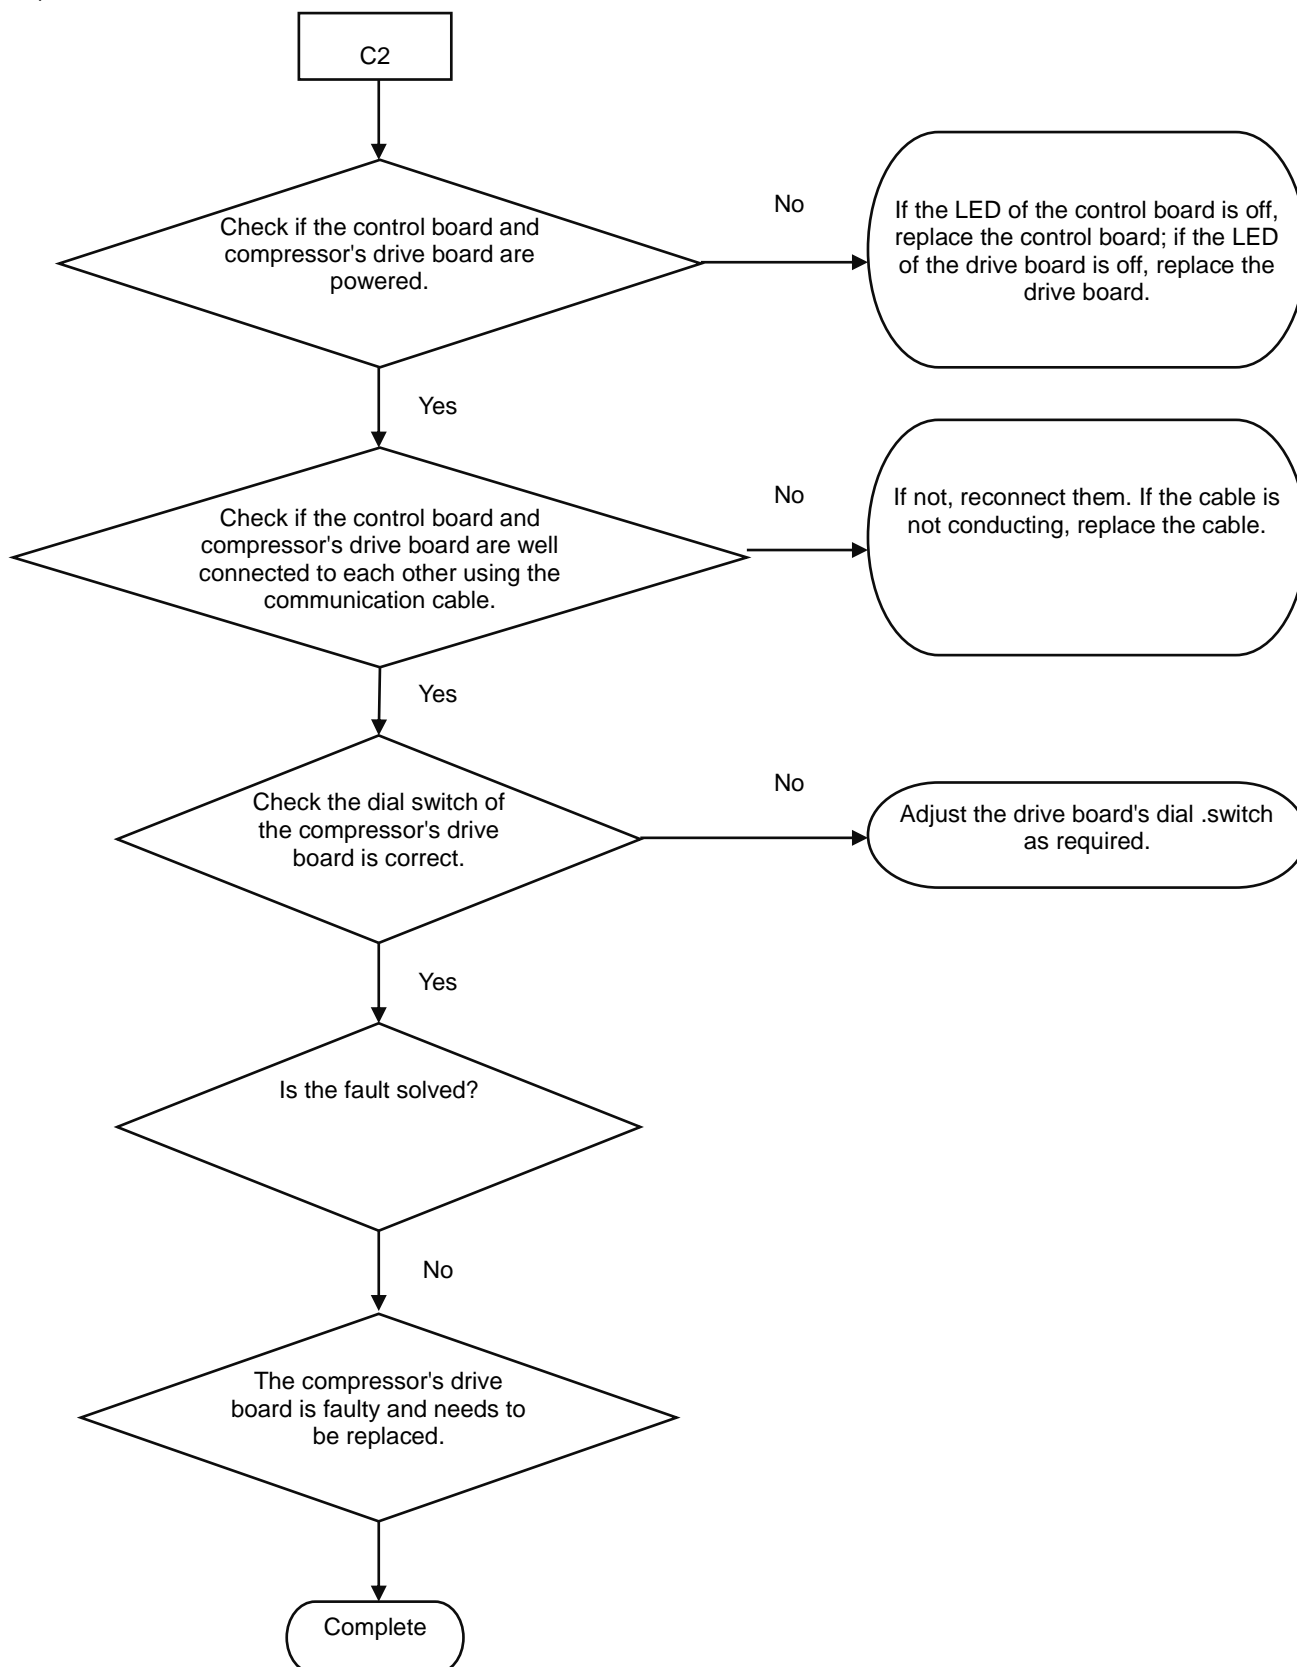 C2
Check if the control board and
compressor's drive board are
powered.
No
If the LED of the control board is off,
replace the control board; if the LED
of the drive board is off, replace the
drive board.
Yes
Check if the control board and
compressor's drive board are well
connected to each other using the
communication cable.
No
If not, reconnect them. If the cable is
not conducting, replace the cable.
Yes
Check the dial switch of
the compressor's drive
board is correct.
No
Adjust the drive board's dial .switch
as required.
Yes
Is the fault solved?
No
The compressor's drive
board is faulty and needs to
be replaced.
Complete